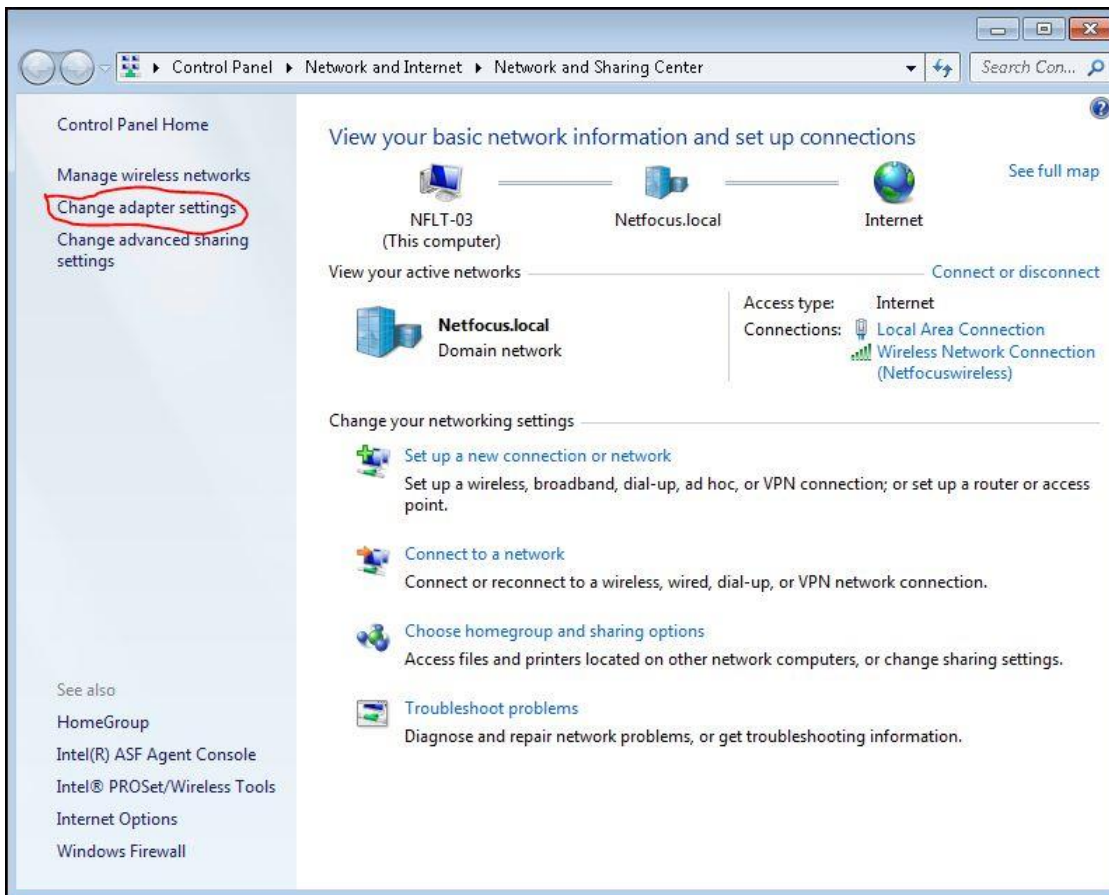 Control Panel ▸ Network and Internet ▸ Network and Sharing Center
Search Con...
Control Panel Home
Manage wireless networks
Change adapter settings
Change advanced sharing
settings
See also
HomeGroup
Intel(R) ASF Agent Console
Intel® PROSet/Wireless Tools
Internet Options
Windows Firewall
View your basic network information and set up connections
See full map
NFLT-03
(This computer)
Netfocus.local
Internet
View your active networks
Connect or disconnect
Netfocus.local
Domain network
Access type: Internet
Connections: Local Area Connection
Wireless Network Connection
(Netfocuswireless)
Change your networking settings
Set up a new connection or network
Set up a wireless, broadband, dial-up, ad hoc, or VPN connection; or set up a router or access
point.
Connect to a network
Connect or reconnect to a wireless, wired, dial-up, or VPN network connection.
Choose homegroup and sharing options
Access files and printers located on other network computers, or change sharing settings.
Troubleshoot problems
Diagnose and repair network problems, or get troubleshooting information.